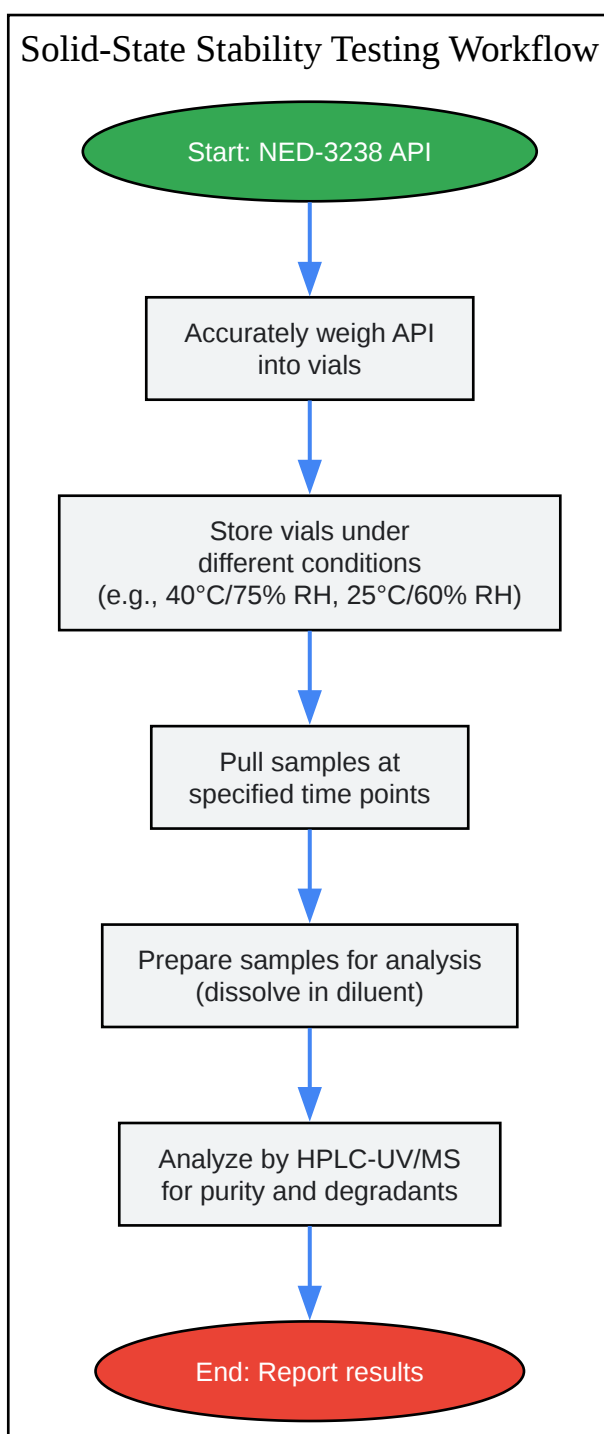 Solid-State Stability Testing Workflow
Start: NED-3238 API
Accurately weigh API
into vials
Store vials under
different conditions
(e.g., 40°C/75% RH, 25°C/60% RH)
Pull samples at
specified time points
Prepare samples for analysis
(dissolve in diluent)
Analyze by HPLC-UV/MS
for purity and degradants
End: Report results